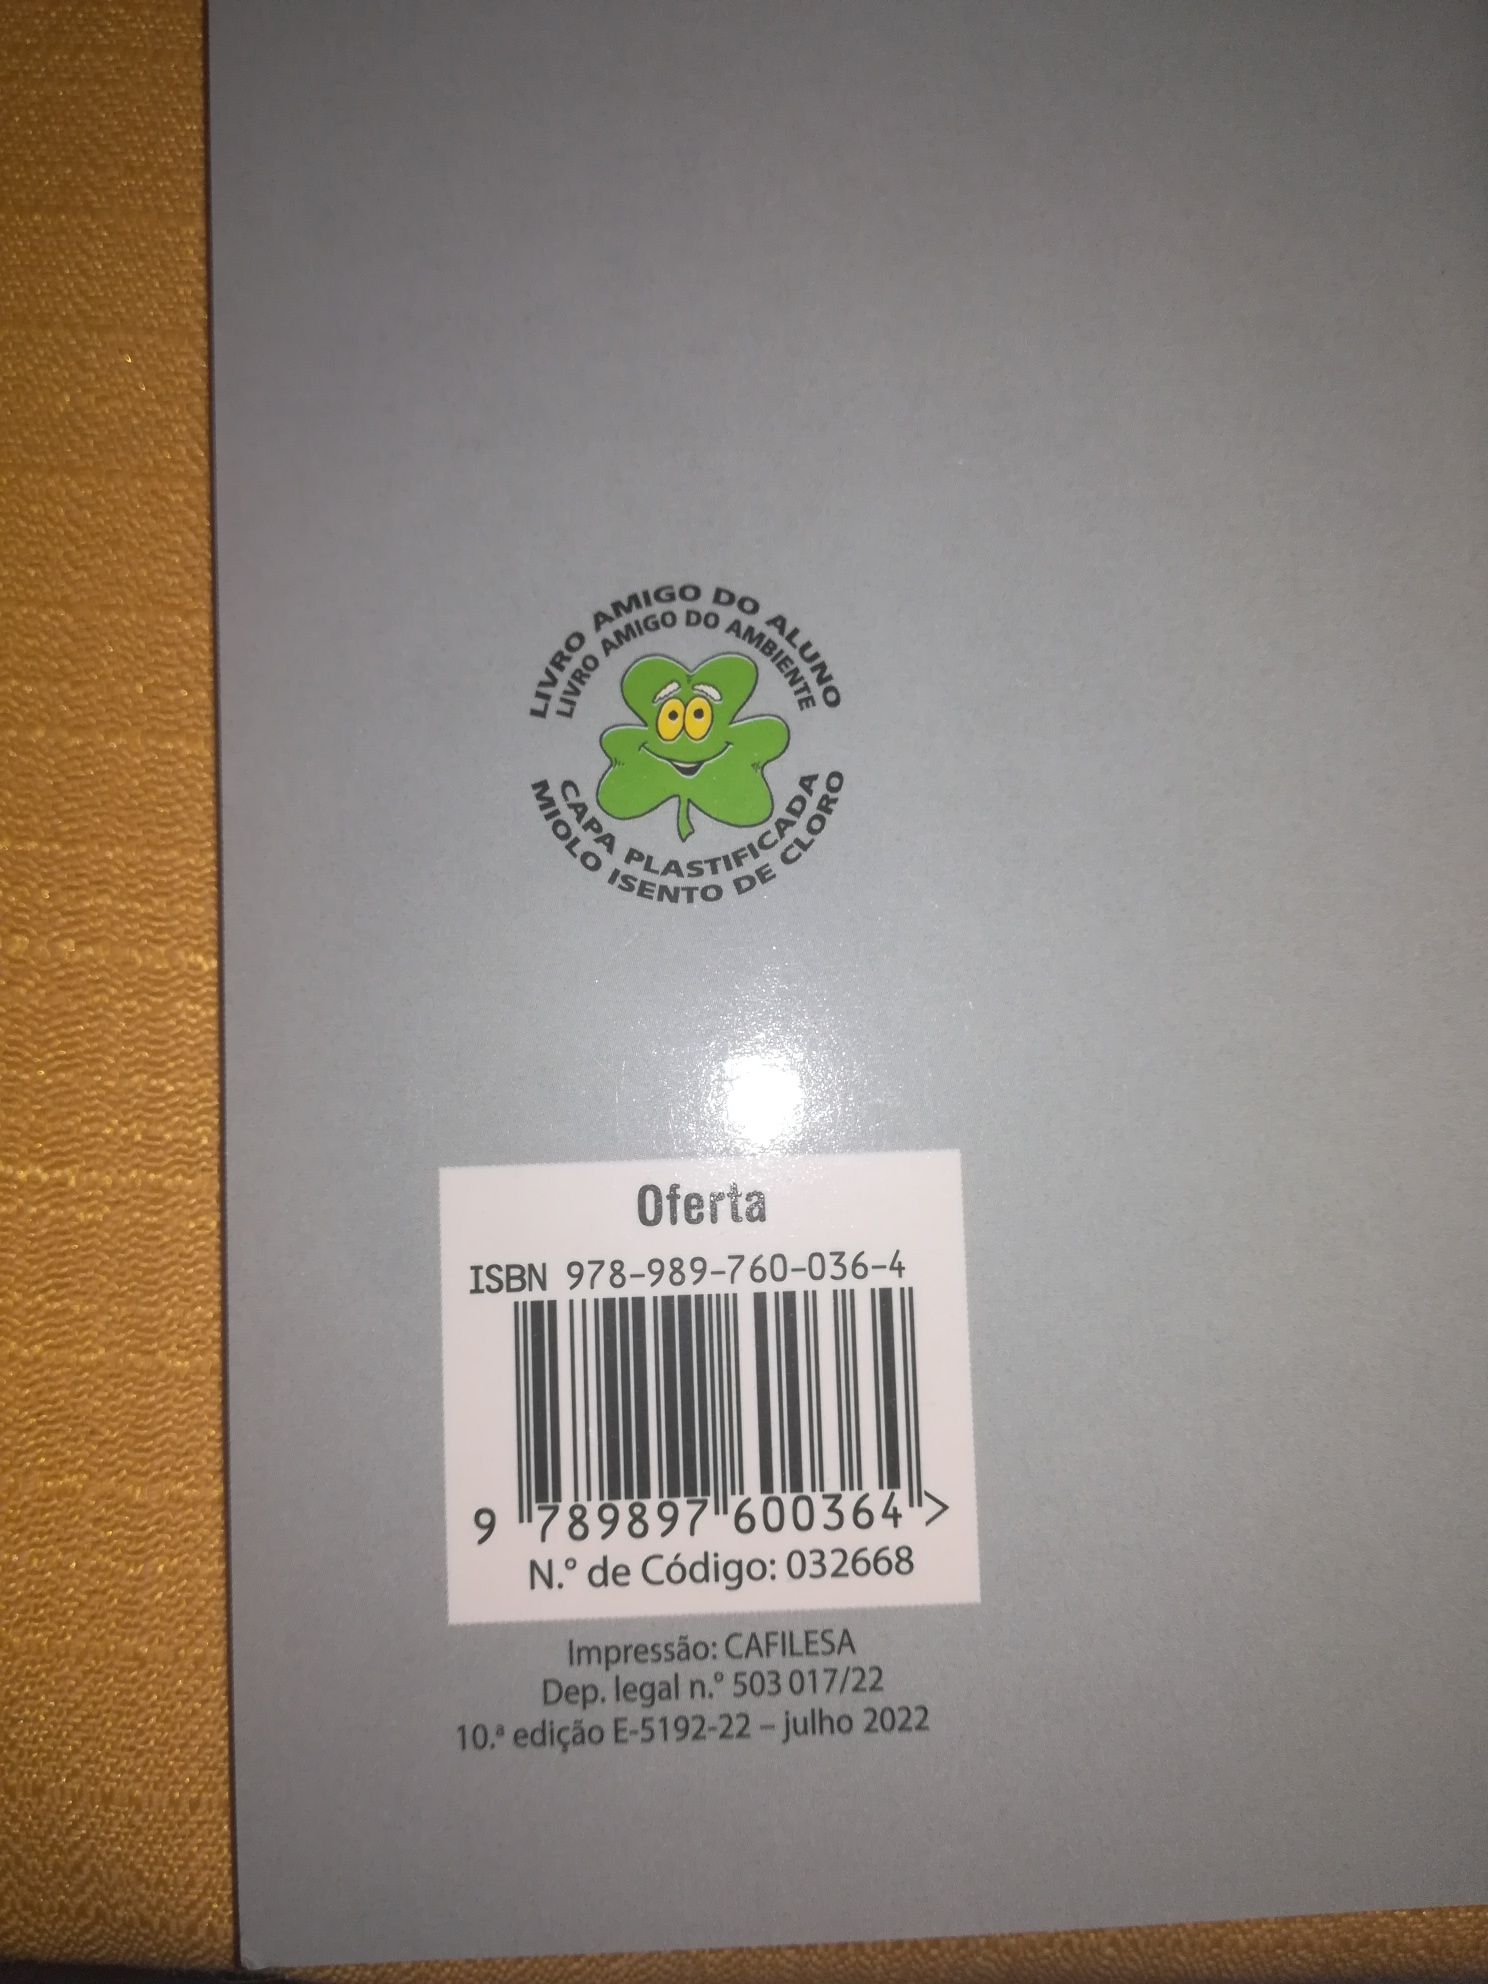 LIVRO AMIGO DO ALUNO
LIVRO AMIGO DO AMBIENTE
CAPA PLASTIFICADA
MIOLO ISENTO DE CLORO
Oferta
ISBN 978-989-760-036-4
9 789897 600364 >
N.º de Código: 032668
Impressão: CAFILESA
Dep. legal n.º 503 017/22
10.ª edição E-5192-22 – julho 2022